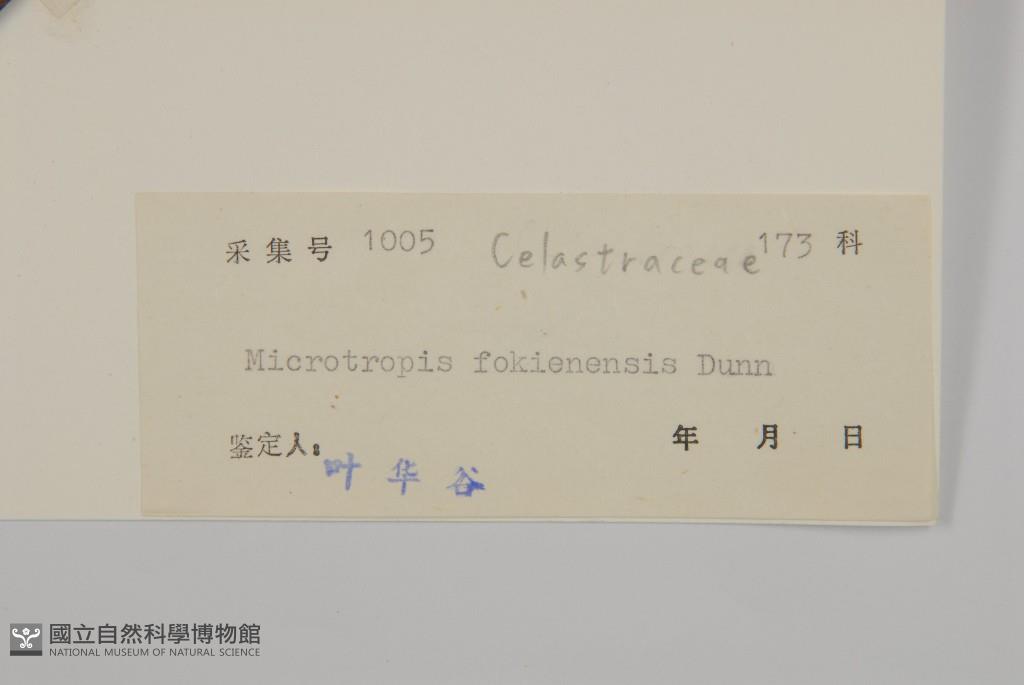 采集号 1005 Celastraceae 173 科
Microtropis fokienensis Dunn
鉴定人: 叶华谷 年 月 日
國立自然科學博物館
NATIONAL MUSEUM OF NATURAL SCIENCE